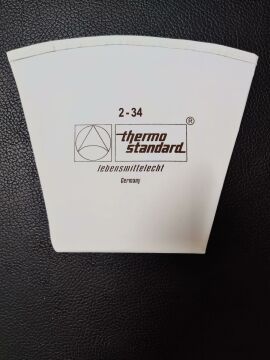 2-34
thermo ®
standard
lebensmittelecht
Germany